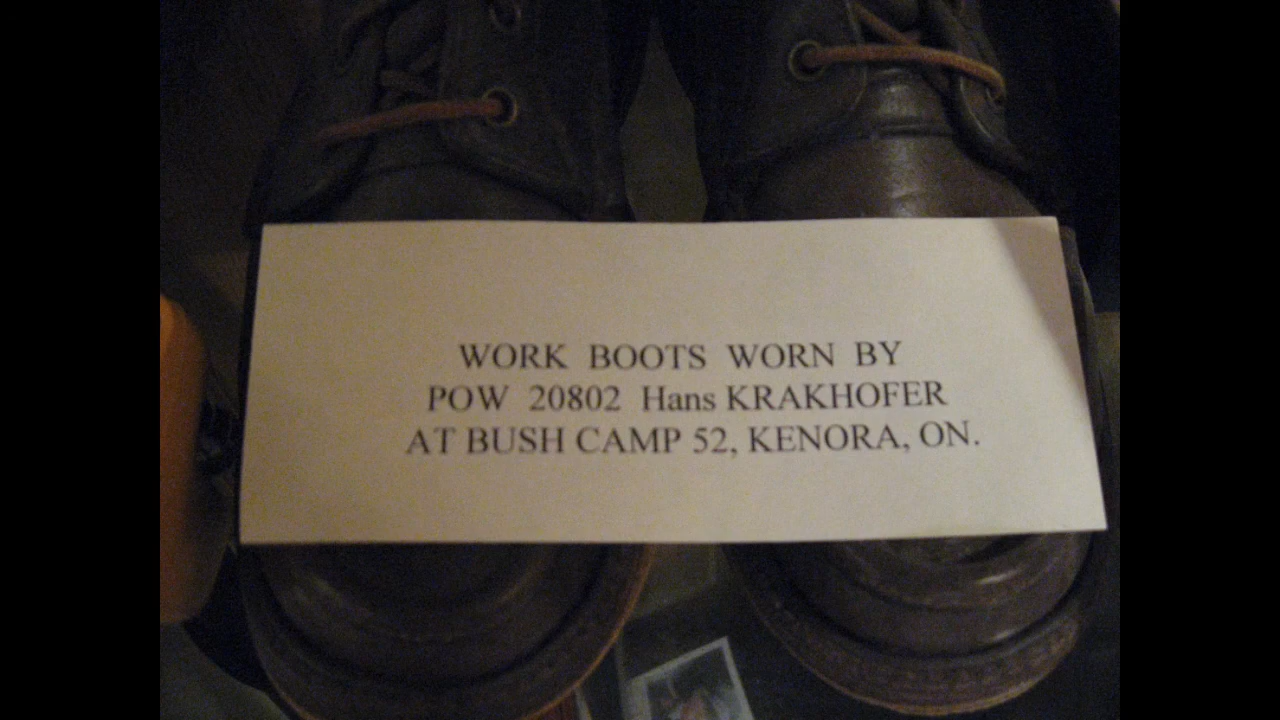 WORK BOOTS WORN BY
POW 20802 Hans KRAKHOFER
AT BUSH CAMP 52, KENORA, ON.